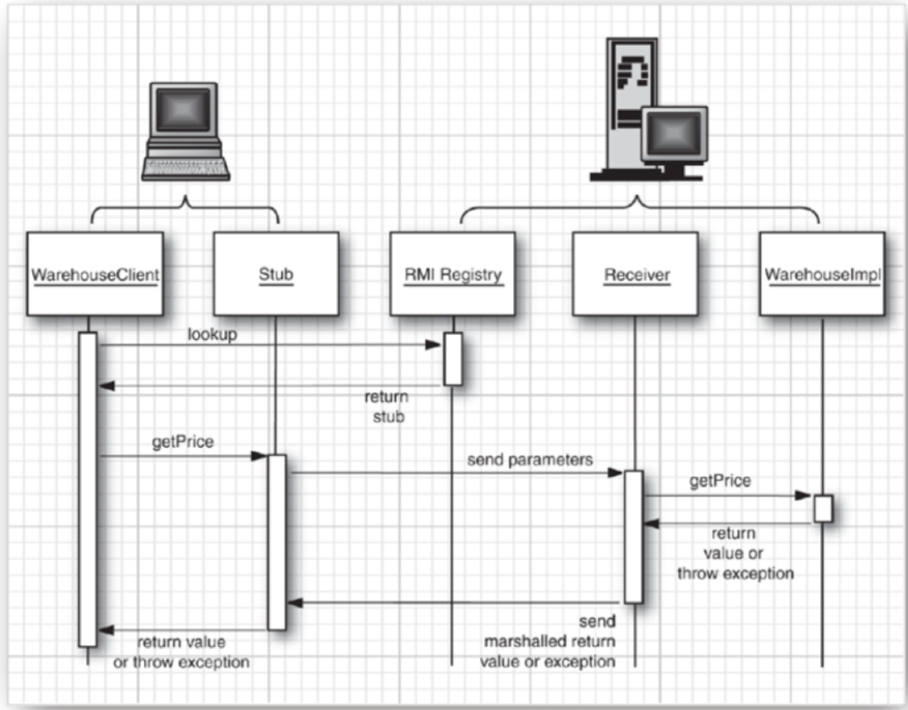 WarehouseClient
Stub
RMI Registry
Receiver
WarehouseImpl
lookup
return
stub
getPrice
send parameters
getPrice
return
value or
throw exception
send
marshalled return
value or exception
return value
or throw exception